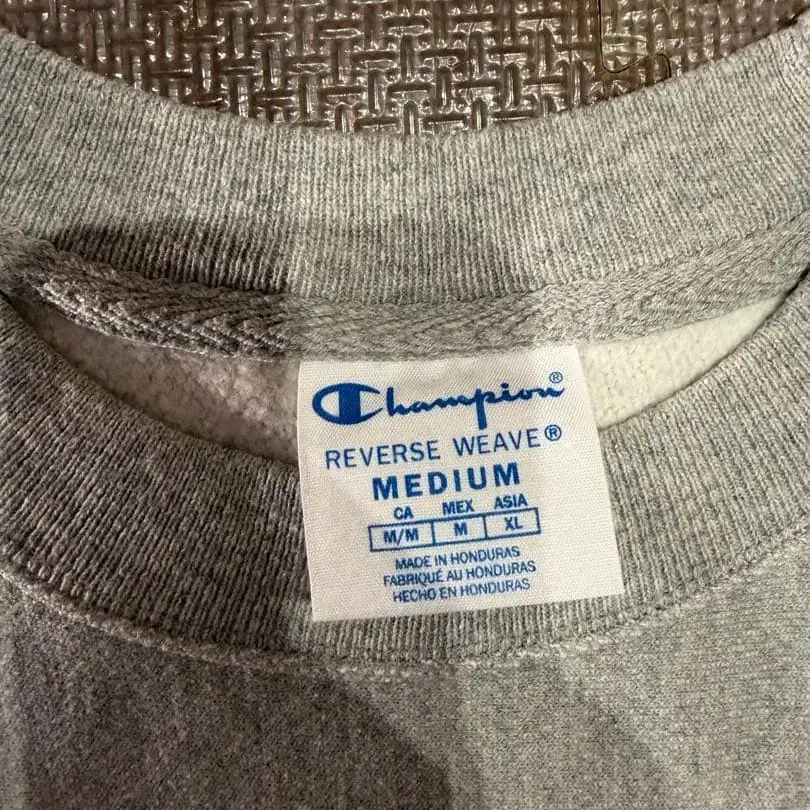 Champion®
REVERSE WEAVE®
MEDIUM
CA MEX ASIA
M/M M XL
MADE IN HONDURAS
FABRIQUÉ AU HONDURAS
HECHO EN HONDURAS